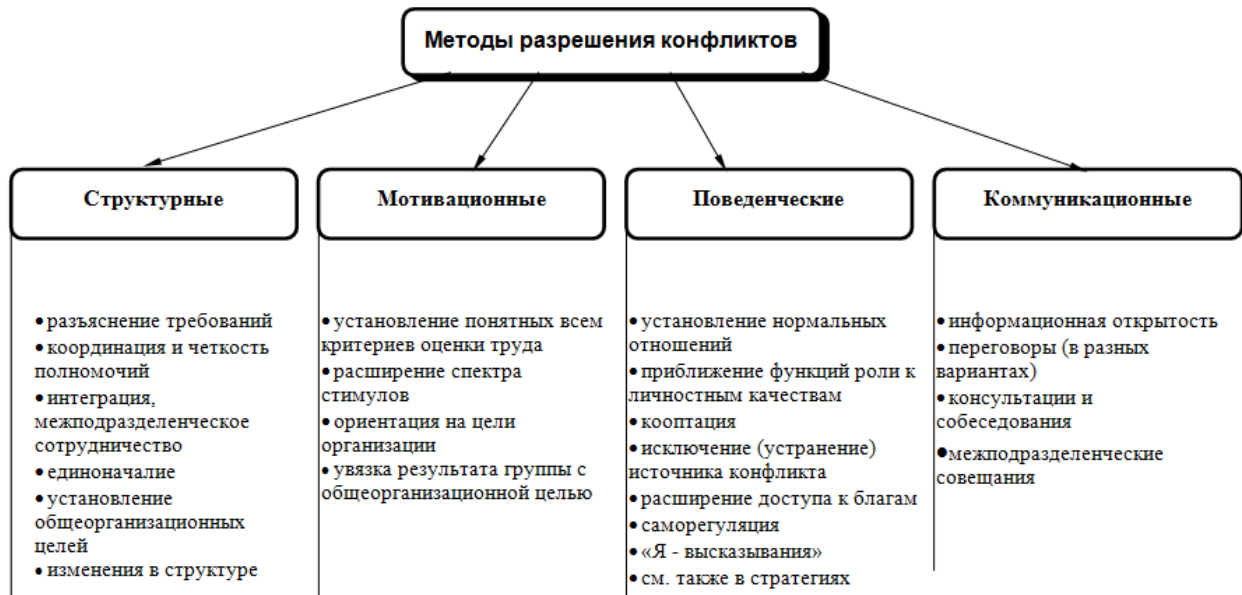 Методы разрешения конфликтов
Структурные
• разъяснение требований
• координация и четкость
полномочий
• интеграция,
межподразделенческое
сотрудничество
• единоначалие
• установление
общеорганизационных
целей
• изменения в структуре
Мотивационные
• установление понятных всем
критериев оценки труда
• расширение спектра
стимулов
• ориентация на цели
организации
• увязка результата группы с
общеорганизационной целью
Поведенческие
• установление нормальных
отношений
• приближение функций роли к
личностным качествам
• кооптация
• исключение (устранение)
источника конфликта
• расширение доступа к благам
• саморегуляция
• «Я - высказывания»
• см. также в стратегиях
Коммуникационные
• информационная открытость
• переговоры (в разных
вариантах)
• консультации и
собеседования
• межподразделенческие
совещания